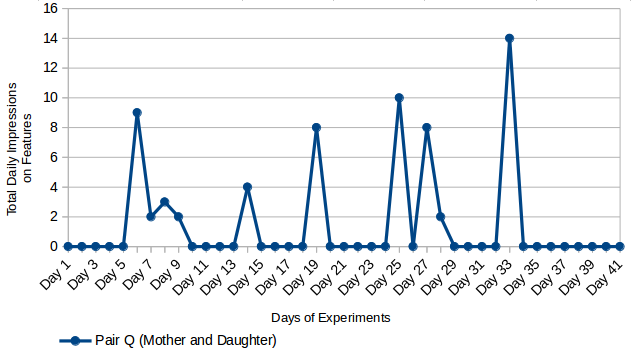 16
14
12
10
8
6
4
2
0
Total Daily Impressions
on Features
Day 1
Day 3
Day 5
Day 7
Day 9
Day 11
Day 13
Day 15
Day 17
Day 19
Day 21
Day 23
Day 25
Day 27
Day 29
Day 31
Day 33
Day 35
Day 37
Day 39
Day 41
Days of Experiments
Pair Q (Mother and Daughter)